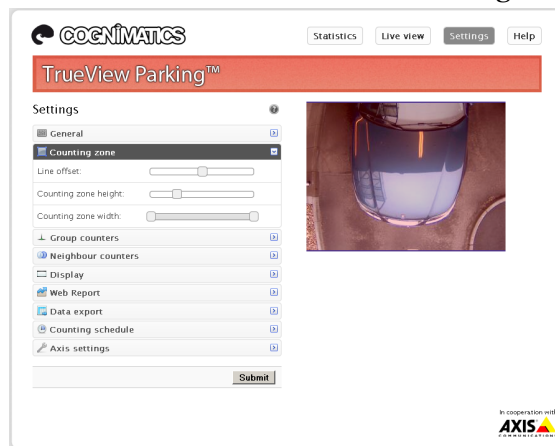 COGNIMATICS
Statistics
Live view
Settings
Help
TrueView Parking™
Settings
General
Counting zone
Line offset:
Counting zone height:
Counting zone width:
Group counters
Neighbour counters
Display
Web Report
Data export
Counting schedule
Axis settings
Submit
In cooperation with
AXIS
COMMUNICATIONS